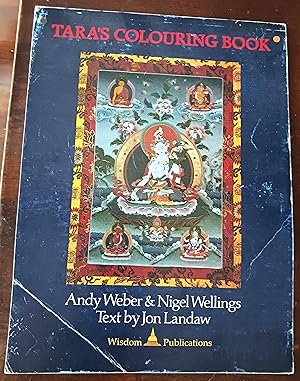 TARA'S COLOURING BOOK
Andy Weber & Nigel Wellings
Text by Jon Landaw
Wisdom Publications